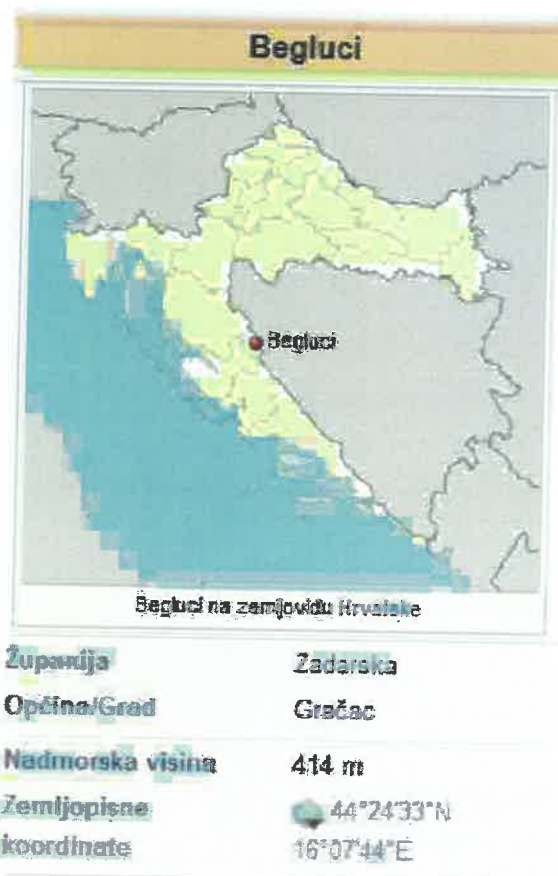 Begluci
Begluci
Begluci na zemljovidu Hrvatske
Županija Zadarska
Općina/Grad Gračac
Nadmorska visina 414 m
Zemljopisne koordinate 44°24'33"N 16°07'44"E